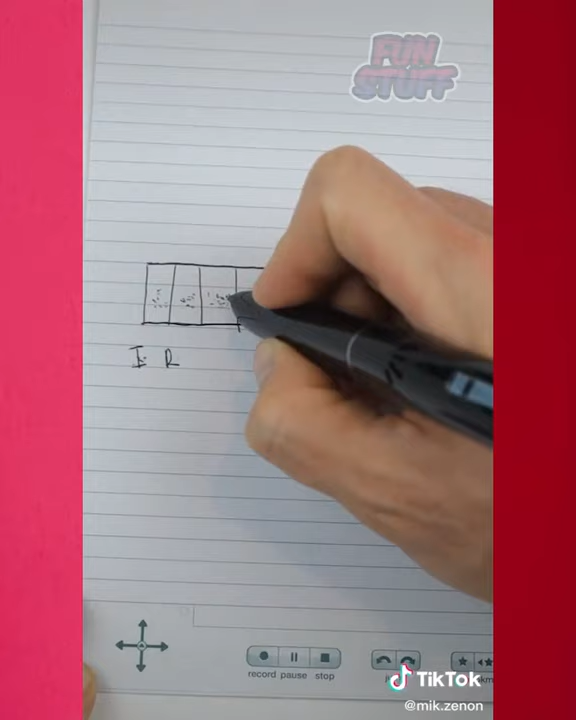 FUN
STUFF
I: R
record pause stop
TikTok
@mik.zenon